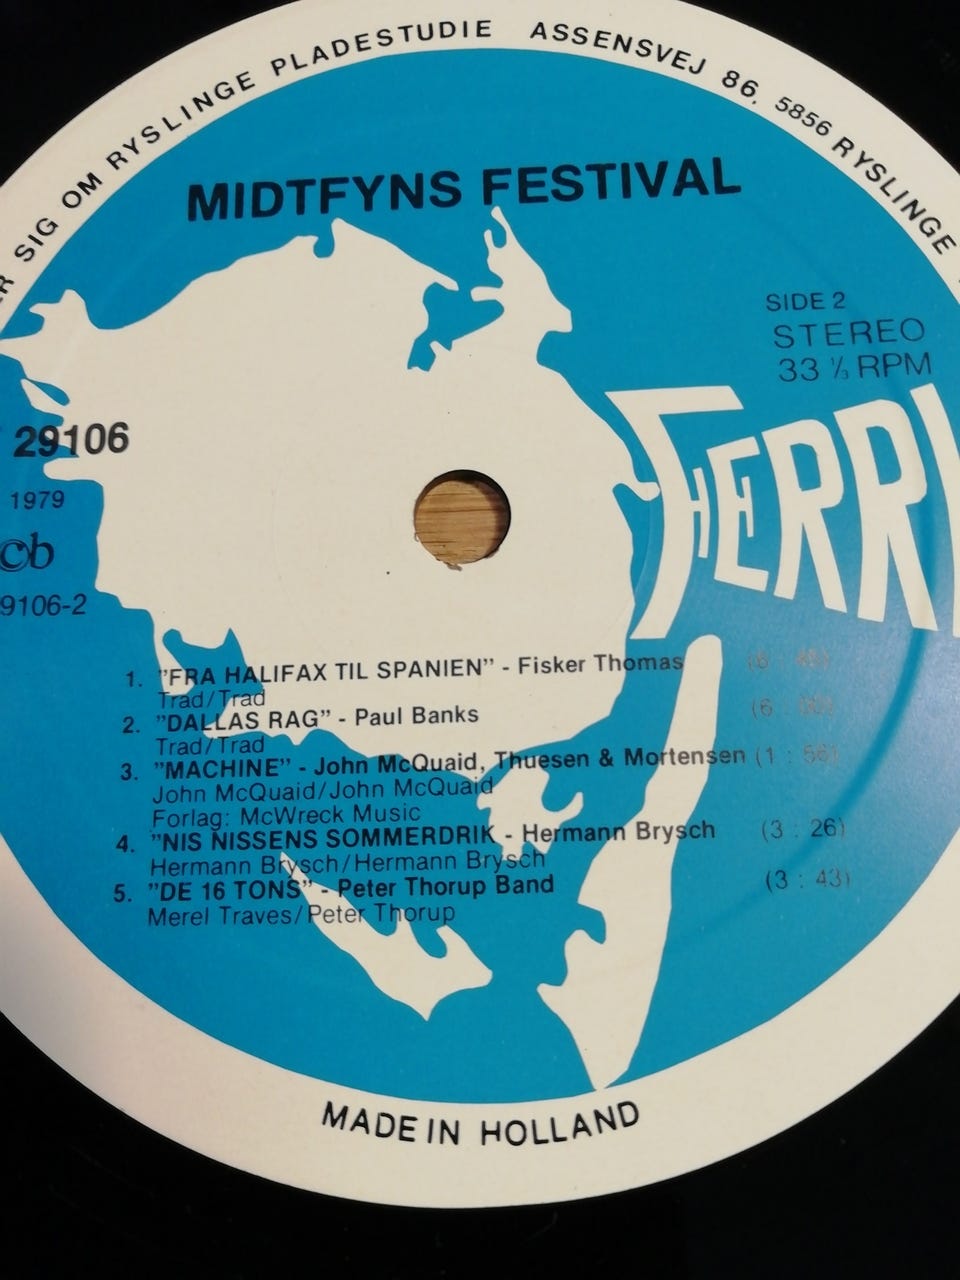 SIG OM RYSLINGE PLADESTUDIE ASSENSVEJ 86, 5856 RYSLINGE
MIDTFYNS FESTIVAL
SIDE 2
STEREO
33 ⅓ RPM
29106
1979
cb
9106-2
1. "FRA HALIFAX TIL SPANIEN" - Fisker Thomas
Trad/Trad
2. "DALLAS RAG" - Paul Banks
Trad/Trad
3. "MACHINE" - John McQuaid, Thuesen & Mortensen (1 : 56)
John McQuaid/John McQuaid
Forlag: McWreck Music
4. "NIS NISSENS SOMMERDRIK - Hermann Brysch (3 : 26)
Hermann Brysch/Hermann Brysch
5. "DE 16 TONS" - Peter Thorup Band (3 : 43)
Merel Traves/Peter Thorup
MADE IN HOLLAND